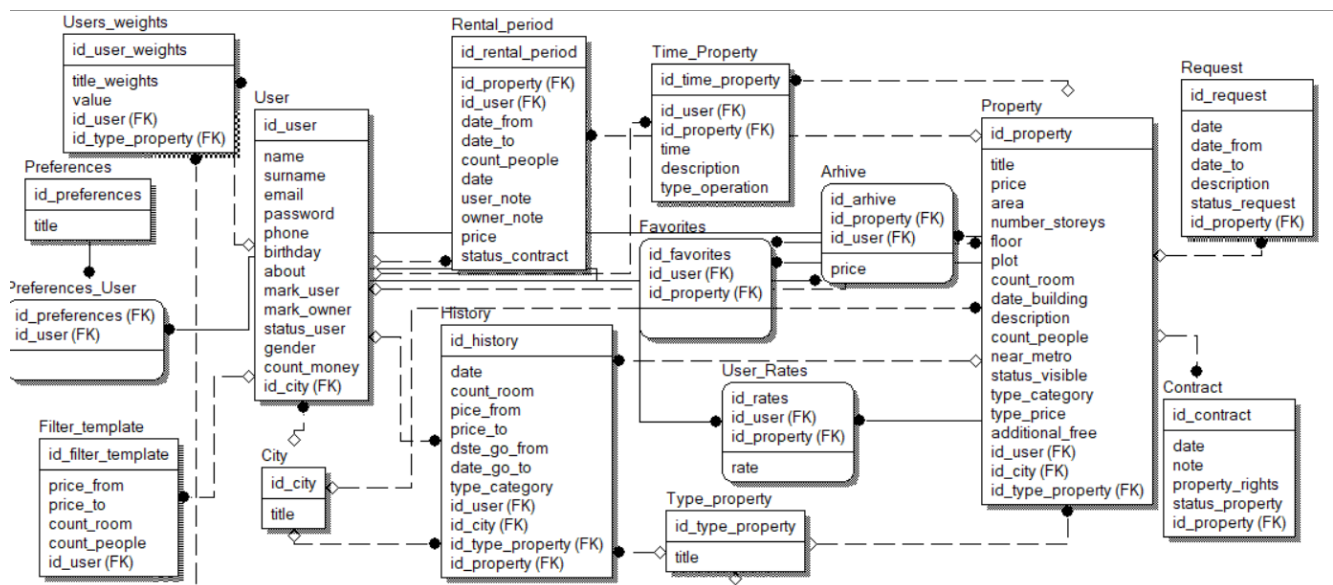 Users_weights
id_user_weights
title_weights
value
id_user (FK)
id_type_property (FK)
Preferences
id_preferences
title
Preferences_User
id_preferences (FK)
id_user (FK)
Filter_template
id_filter_template
price_from
price_to
count_room
count_people
id_user (FK)
User
id_user
name
surname
email
password
phone
birthday
about
mark_user
mark_owner
status_user
gender
count_money
id_city (FK)
City
id_city
title
Rental_period
id_rental_period
id_property (FK)
id_user (FK)
date_from
date_to
count_people
date
user_note
owner_note
price
status_contract
History
id_history
date
count_room
pice_from
price_to
dste_go_from
date_go_to
type_category
id_user (FK)
id_city (FK)
id_type_property (FK)
id_property (FK)
Time_Property
id_time_property
id_user (FK)
id_property (FK)
time
description
type_operation
Favorites
id_favorites
id_user (FK)
id_property (FK)
Arhive
id_arhive
id_property (FK)
id_user (FK)
price
User_Rates
id_rates
id_user (FK)
id_property (FK)
rate
Type_property
id_type_property
title
Property
id_property
title
price
area
number_storeys
floor
plot
count_room
date_building
description
count_people
near_metro
status_visible
type_category
type_price
additional_free
id_user (FK)
id_city (FK)
id_type_property (FK)
Request
id_request
date
date_from
date_to
description
status_request
id_property (FK)
Contract
id_contract
date
note
property_rights
status_property
id_property (FK)